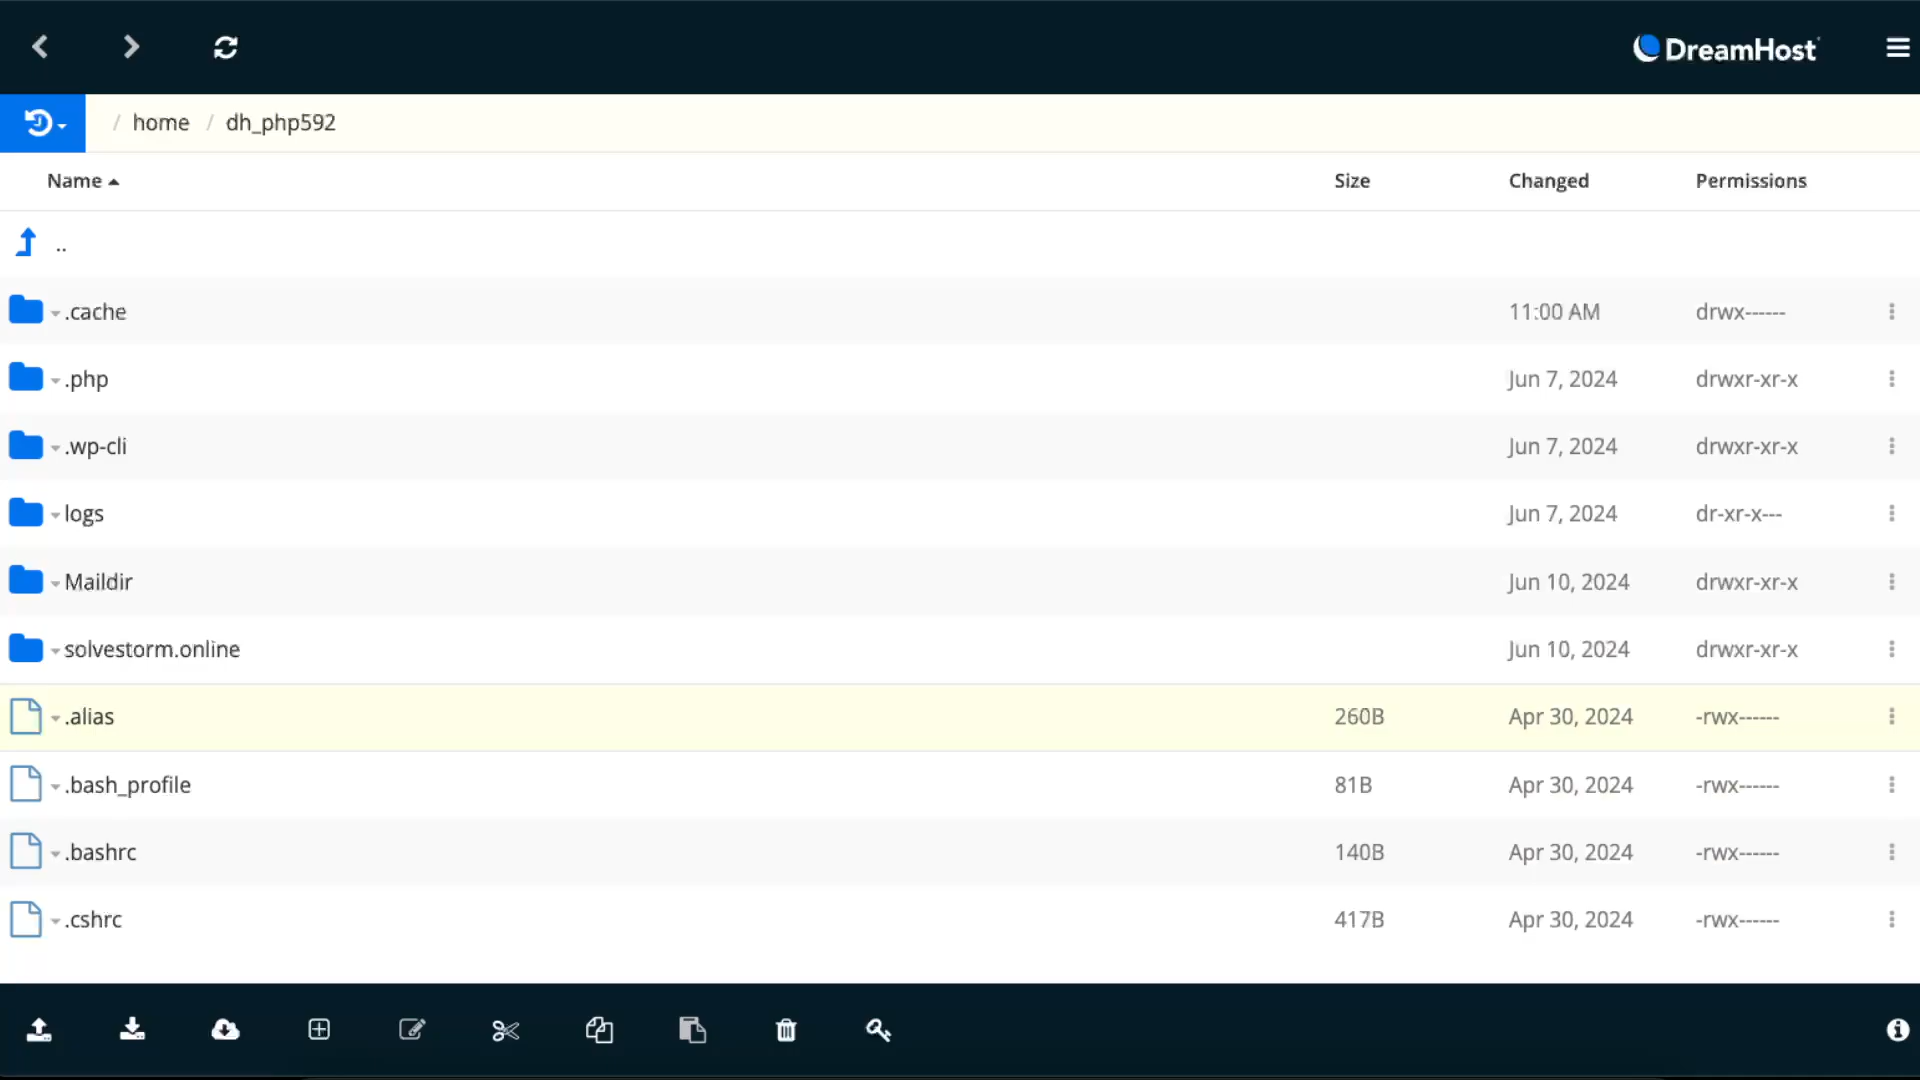 DreamHost
/ home / dh_php592
Name Size Changed Permissions
..
.cache 11:00 AM drwx------
.php Jun 7, 2024 drwxr-xr-x
.wp-cli Jun 7, 2024 drwxr-xr-x
logs Jun 7, 2024 dr-xr-x---
Maildir Jun 10, 2024 drwxr-xr-x
solvestorm.online Jun 10, 2024 drwxr-xr-x
.alias 260B Apr 30, 2024 -rwx------
.bash_profile 81B Apr 30, 2024 -rwx------
.bashrc 140B Apr 30, 2024 -rwx------
.cshrc 417B Apr 30, 2024 -rwx------